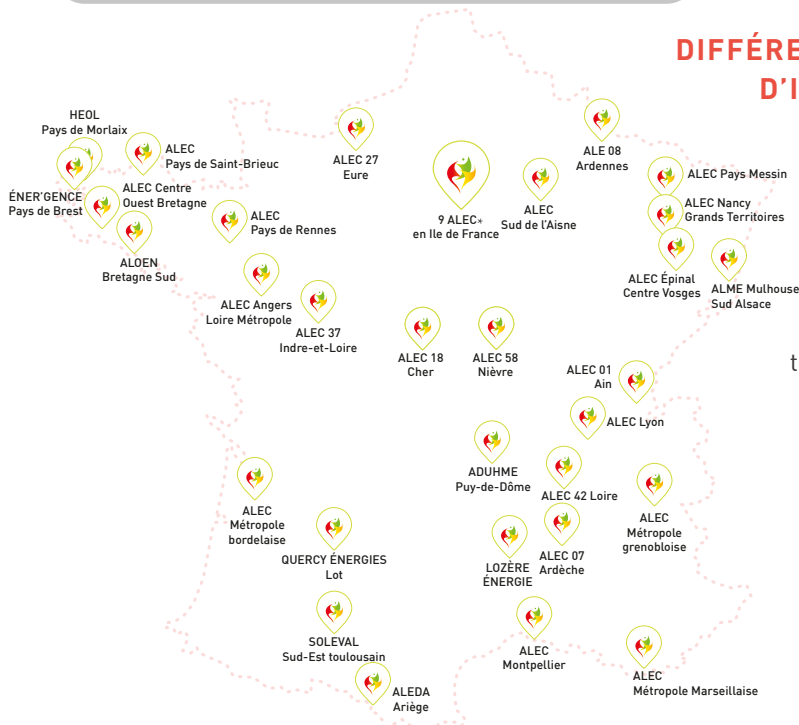 DIFFÉRE
D'I
HEOL
Pays de Morlaix
ALEC
Pays de Saint-Brieuc
ALEC 27
Eure
ALE 08
Ardennes
9 ALEC*
en Ile de France
ALEC
Sud de l'Aisne
ALEC Pays Messin
ALEC Nancy
Grands Territoires
ÉNER'GENCE
Pays de Brest
ALEC Centre
Ouest Bretagne
ALEC
Pays de Rennes
ALOEN
Bretagne Sud
ALEC Épinal
Centre Vosges
ALME Mulhouse
Sud Alsace
ALEC Angers
Loire Métropole
ALEC 37
Indre-et-Loire
ALEC 18
Cher
ALEC 58
Nièvre
t
ALEC 01
Ain
ALEC Lyon
ADUHME
Puy-de-Dôme
ALEC 42 Loire
ALEC
Métropole
bordelaise
ALEC
Métropole
grenobloise
QUERCY ÉNERGIES
Lot
LOZÈRE
ÉNERGIE
ALEC 07
Ardèche
SOLEVAL
Sud-Est toulousain
ALEC
Montpellier
ALEC
Métropole Marseillaise
ALEDA
Ariège